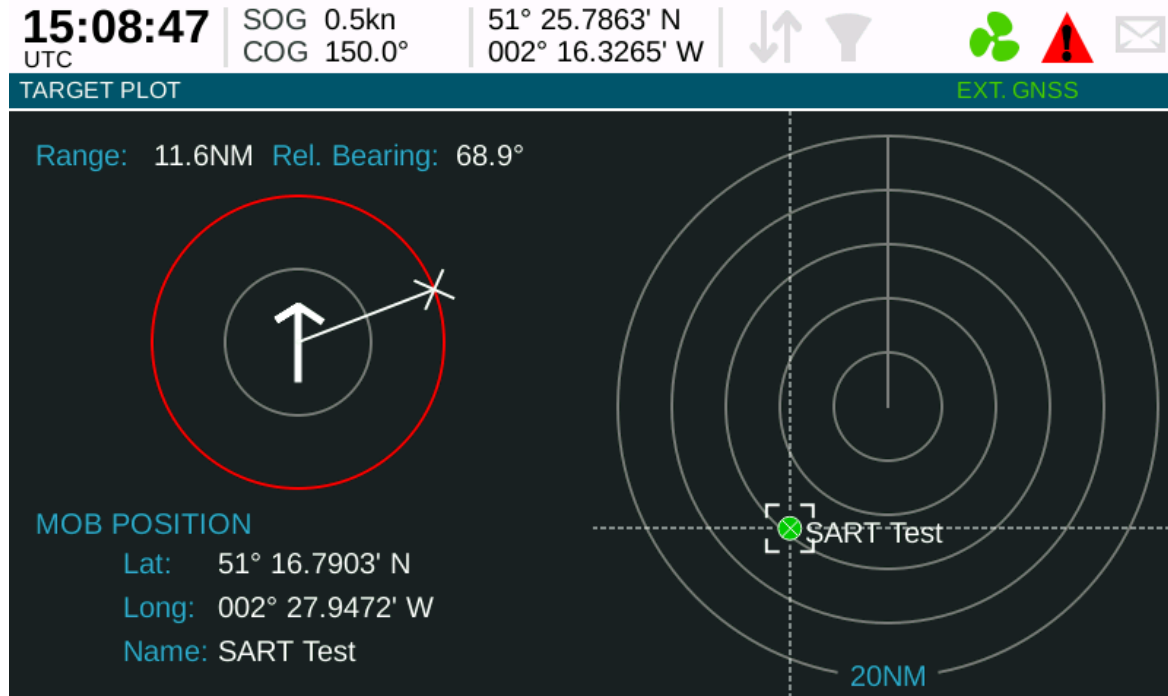 15:08:47
UTC
SOG 0.5kn
COG 150.0°
51° 25.7863' N
002° 16.3265' W
TARGET PLOT
EXT. GNSS
Range: 11.6NM Rel. Bearing: 68.9°
MOB POSITION
Lat: 51° 16.7903' N
Long: 002° 27.9472' W
Name: SART Test
SART Test
20NM